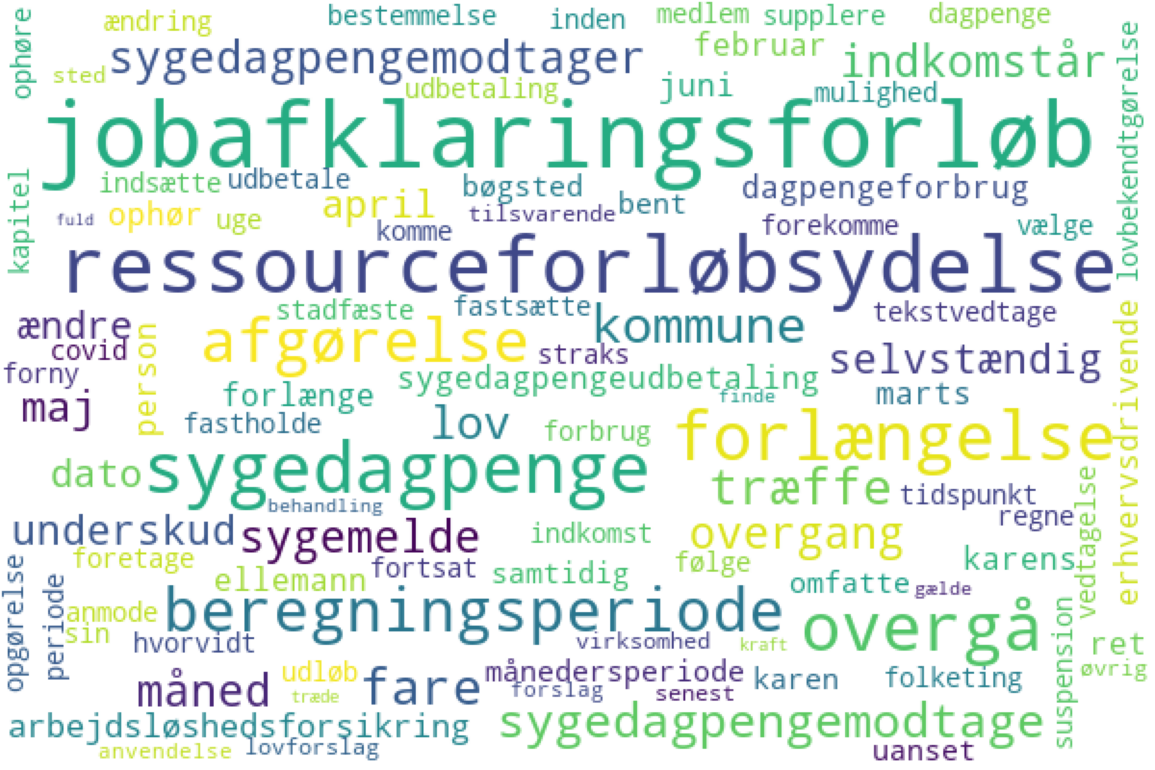 ophøre
ændring
bestemmelse
inden
medlem
supplere
dagpenge
sted
sygedagpengemodtager
februar
indkomstår
udbetaling
juni
mulighed
lovbekendtgørelse
jobafklaringsforløb
kapitel
indsætte
udbetale
bøgsted
dagpengeforbrug
fuld
ophør
uge
april
komme
tilsvarende
bent
forekomme
vælge
ressourceforløbsydelse
stadfæste
fastsætte
tekstvedtage
ændre
covid
person
afgørelse
straks
kommune
selvstændig
erhvervsdrivende
forny
maj
forlænge
sygedagpengeudbetaling
finde
marts
fastholde
lov
forbrug
forlængelse
dato
sygedagpenge
træffe
tidspunkt
behandling
regne
vedtagelse
underskud
sygemelde
indkomst
overgang
karens
foretage
ellemann
fortsat
samtidig
følge
omfatte
gælde
opgørelse
periode
anmode
sin
beregningsperiode
overgå
suspension
hvorvidt
virksomhed
kraft
ret
øvrig
måned
udløb
træde
fare
månedersperiode
forslag
senest
karen
folketing
arbejdsløshedsforsikring
sygedagpengemodtage
anvendelse
lovforslag
uanset